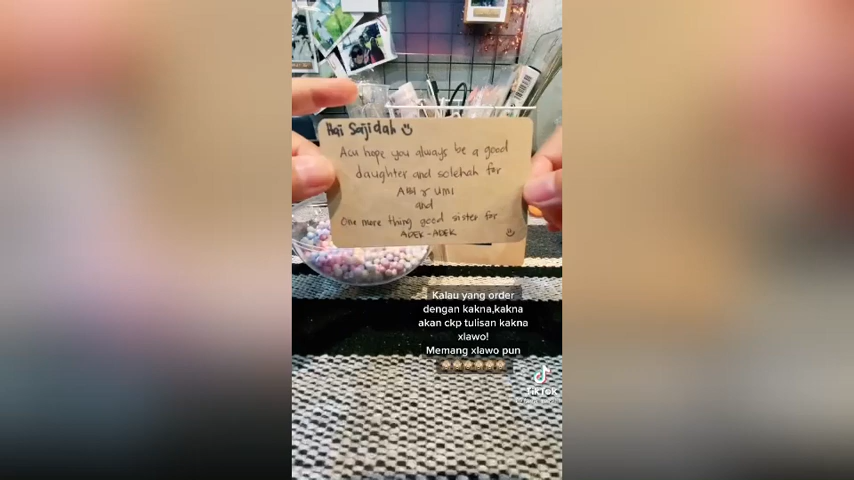 Hai Sajidah
Acu hope you always be a good
daughter and solehah for
ABI & UMI
and
One more thing good sister for
ADEK-ADEK
Kalau yang order
dengan kakna,kakna
akan ckp tulisan kakna
xlawo!
Memang xlawo pun
TikTok